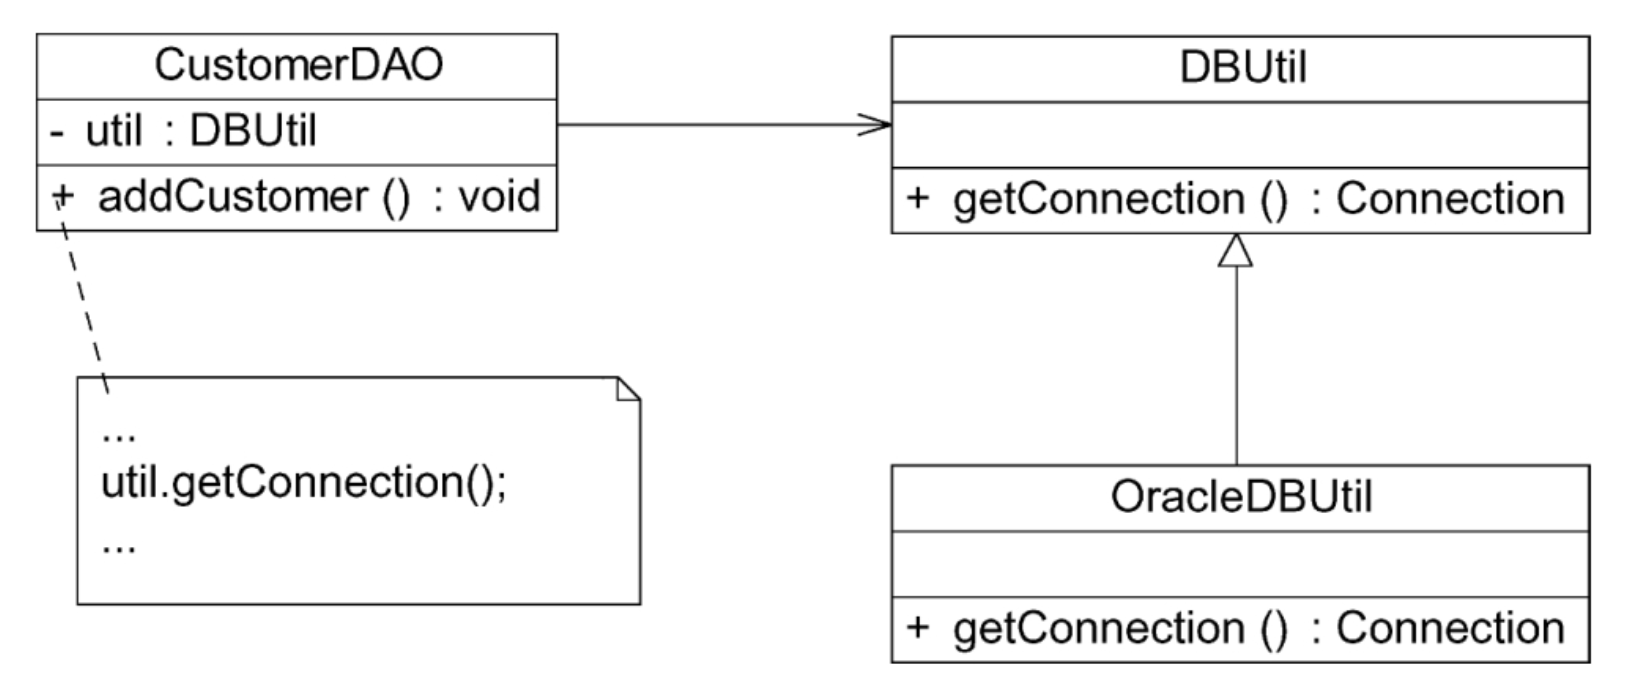 CustomerDAO
- util : DBUtil
+ addCustomer () : void
...
util.getConnection();
...
DBUtil
+ getConnection () : Connection
OracleDBUtil
+ getConnection () : Connection